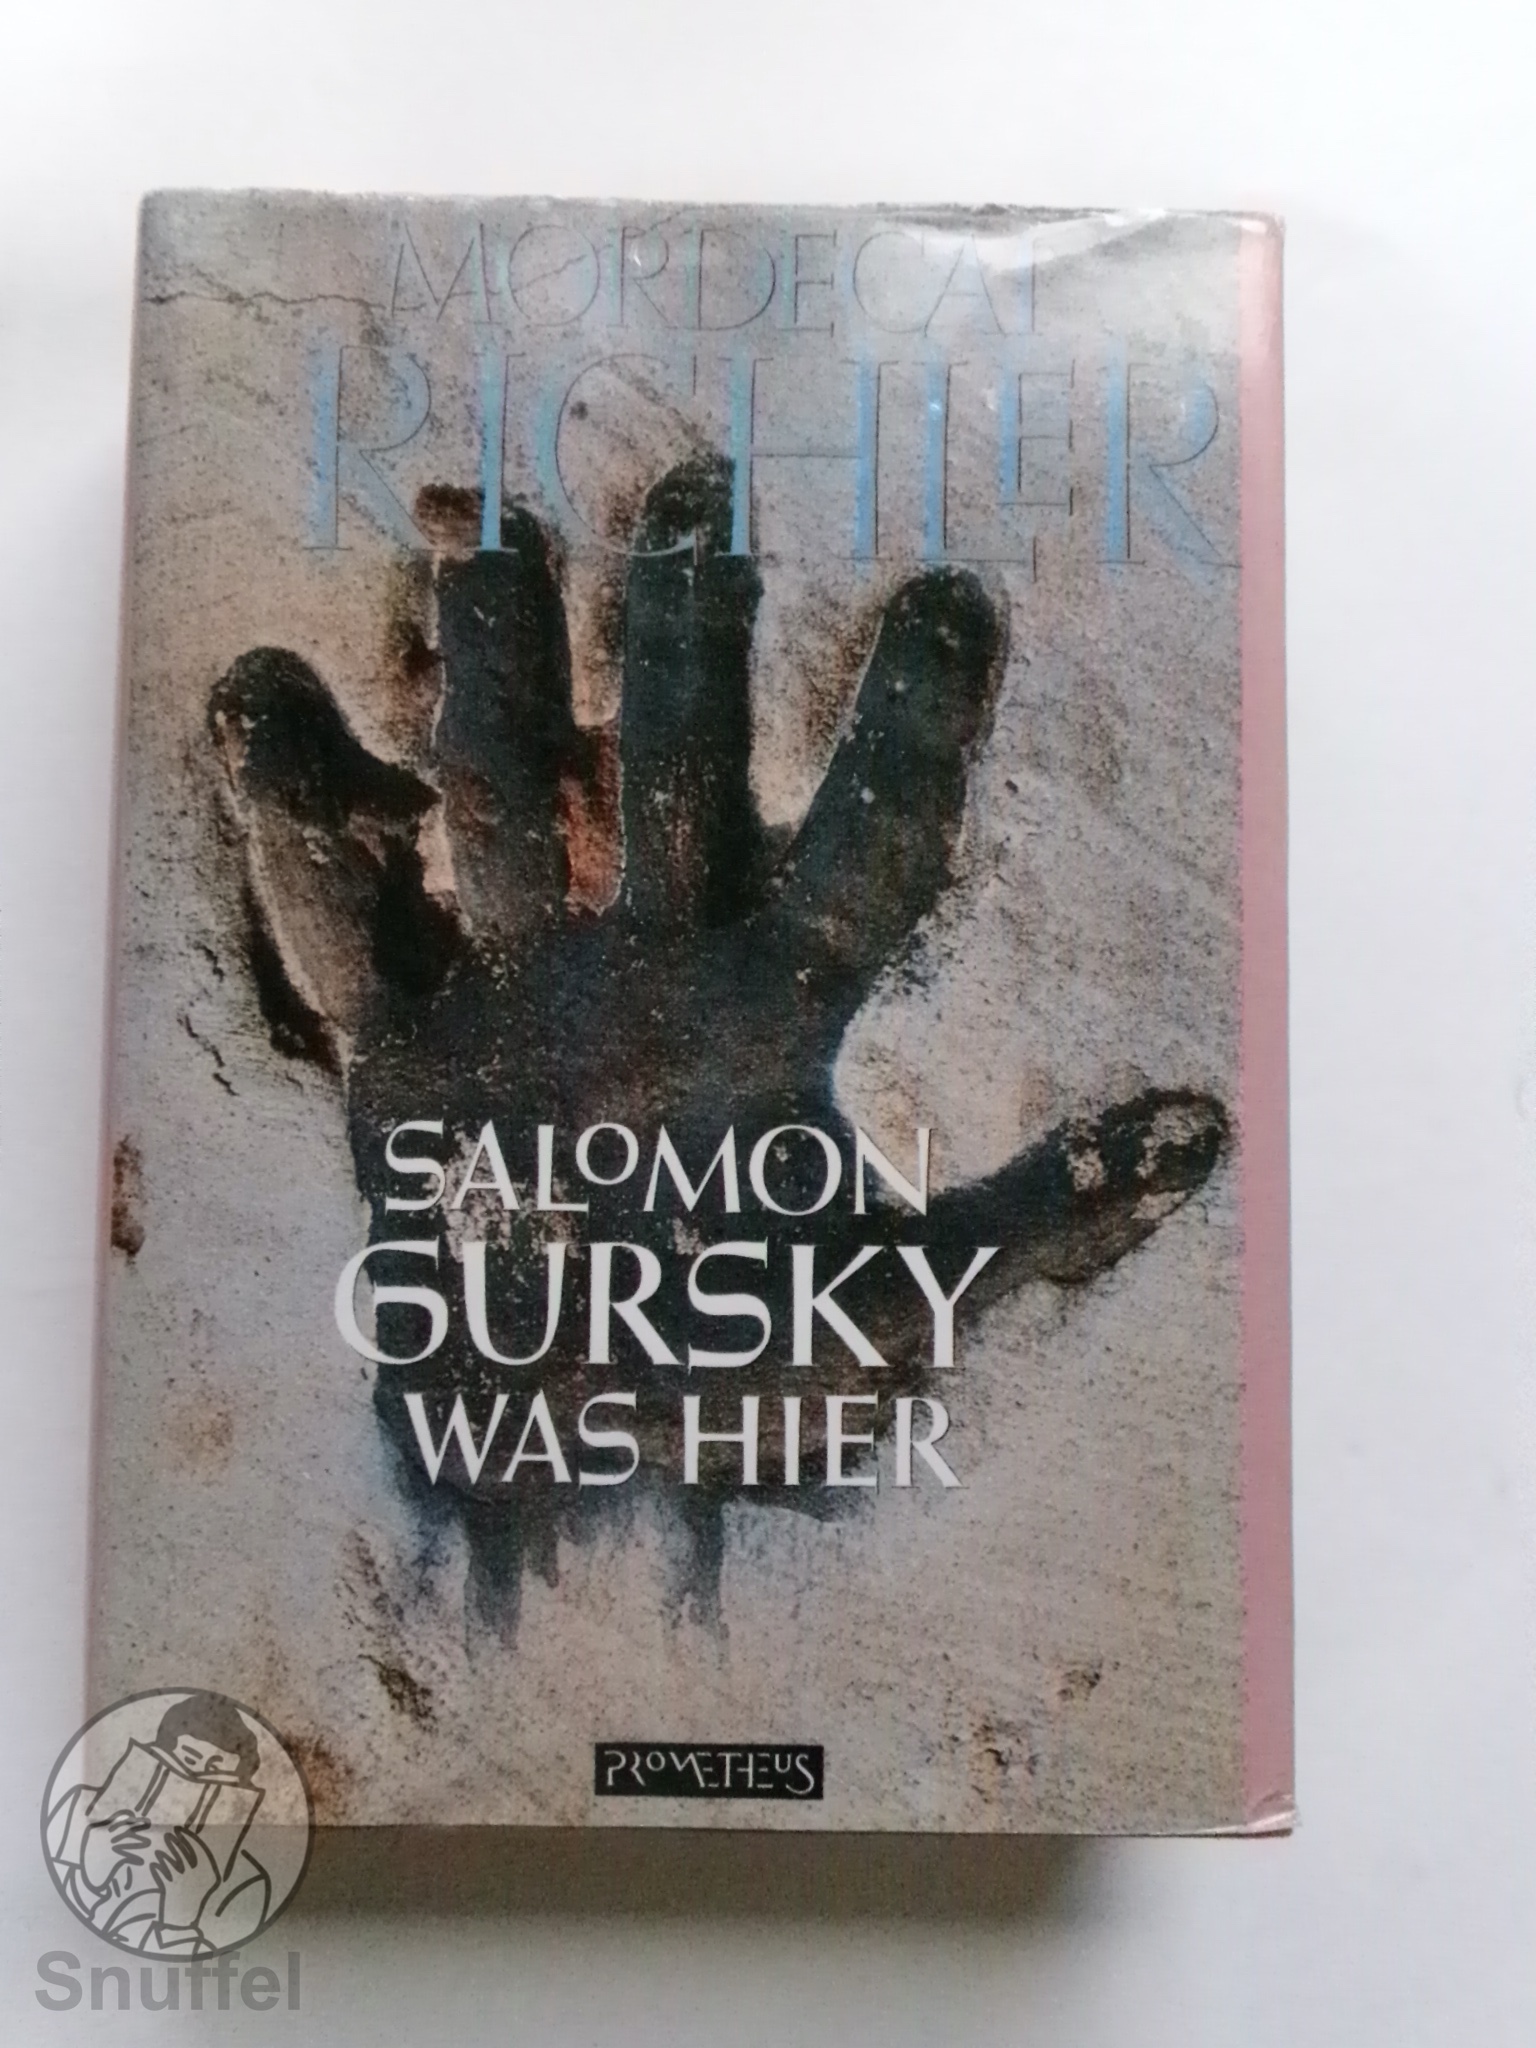 MORDECAI
RICHLER
SALOMON
GURSKY
WAS HIER
PROMETHEUS
Snuffel